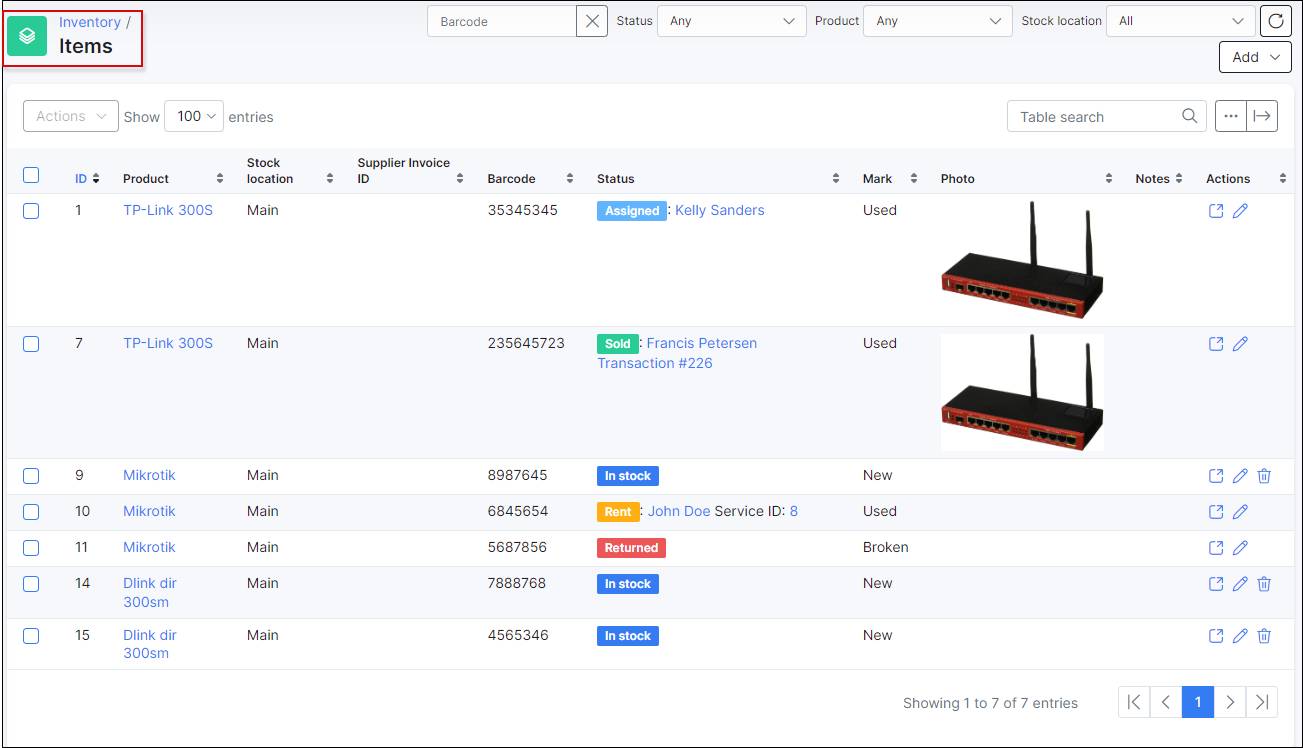 Inventory /
Items
Barcode
Status Any
Product Any
Stock location All
Add
Actions Show 100 entries
Table search
ID Product Stock location Supplier Invoice ID Barcode Status Mark Photo Notes Actions
1 TP-Link 300S Main 35345345 Assigned: Kelly Sanders Used
7 TP-Link 300S Main 235645723 Sold: Francis Petersen Used
Transaction #226
9 Mikrotik Main 8987645 In stock New
10 Mikrotik Main 6845654 Rent: John Doe Service ID: 8 Used
11 Mikrotik Main 5687856 Returned Broken
14 Dlink dir Main 7888768 In stock New
300sm
15 Dlink dir Main 4565346 In stock New
300sm
Showing 1 to 7 of 7 entries 1